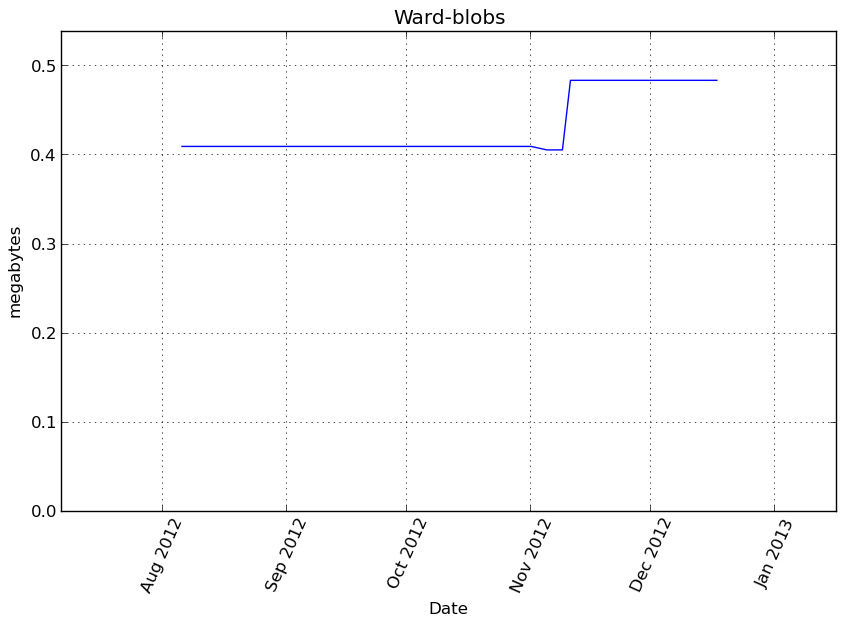 Ward-blobs
0.5
0.4
0.3
0.2
0.1
0.0
megabytes
Aug 2012
Sep 2012
Oct 2012
Nov 2012
Dec 2012
Jan 2013
Date